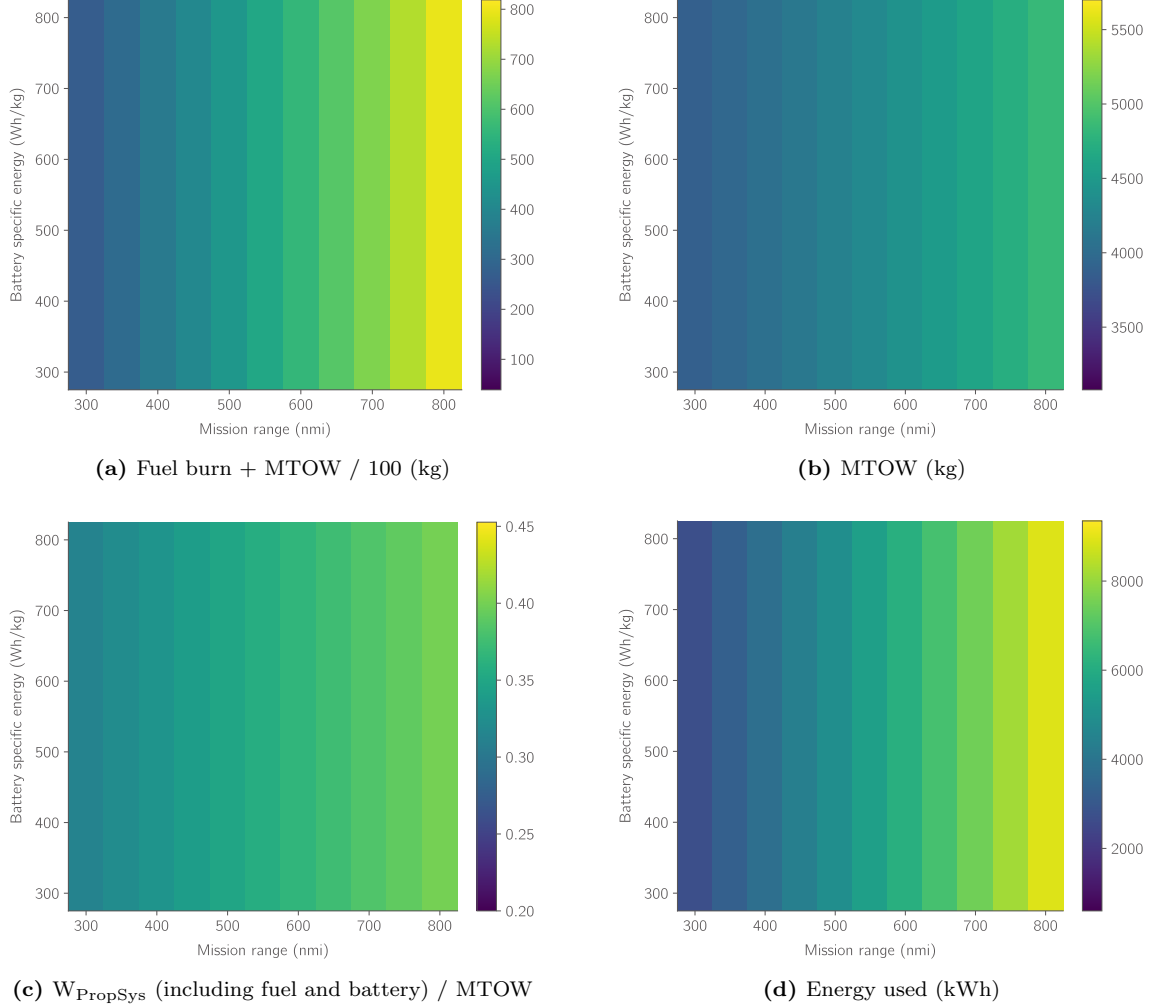 800
700
600
500
400
300
Battery specific energy (Wh/kg)
300 400 500 600 700 800
Mission range (nmi)
800
700
600
500
400
300
200
100
(a) Fuel burn + MTOW / 100 (kg)
800
700
600
500
400
300
Battery specific energy (Wh/kg)
300 400 500 600 700 800
Mission range (nmi)
5500
5000
4500
4000
3500
(b) MTOW (kg)
800
700
600
500
400
300
Battery specific energy (Wh/kg)
300 400 500 600 700 800
Mission range (nmi)
0.45
0.40
0.35
0.30
0.25
0.20
(c) WPropSys (including fuel and battery) / MTOW
800
700
600
500
400
300
Battery specific energy (Wh/kg)
300 400 500 600 700 800
Mission range (nmi)
8000
6000
4000
2000
(d) Energy used (kWh)